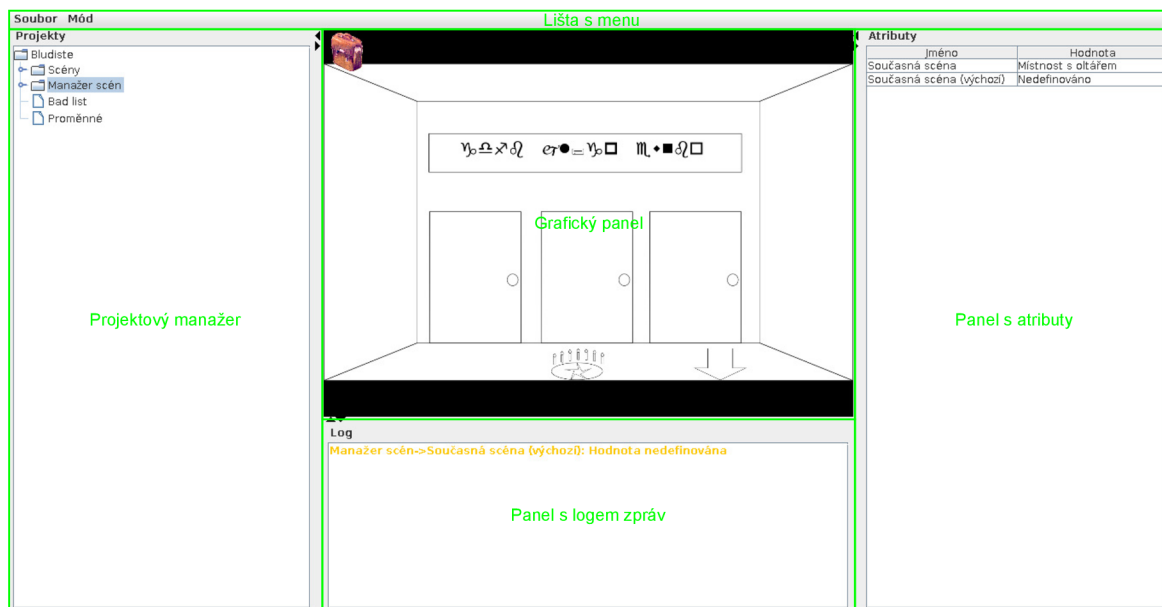 Soubor Mód
Lišta s menu
Projekty
Bludiste
Scény
Manažer scén
Bad list
Proměnné
Projektový manažer
Grafický panel
Log
Manažer scén->Současná scéna (výchozí): Hodnota nedefinována
Panel s logem zpráv
Atributy
Jméno Hodnota
Současná scéna Místnost s oltářem
Současná scéna (výchozí) Nedefinováno
Panel s atributy